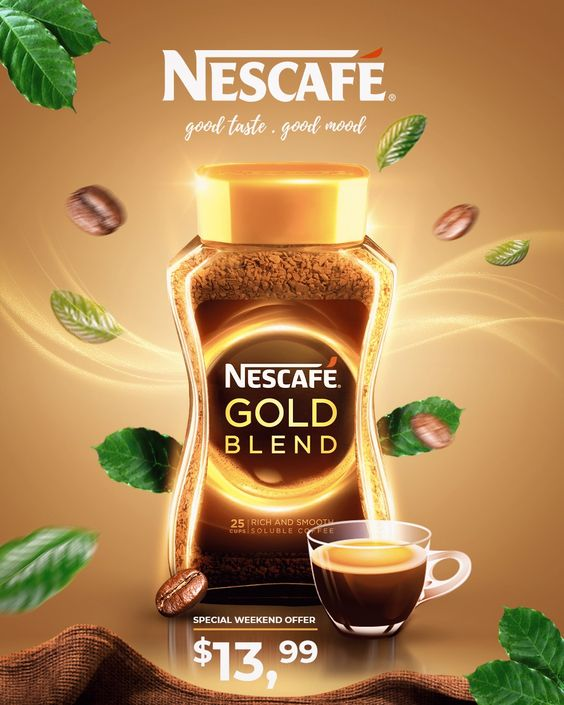 NESCAFÉ®
good taste . good mood
NESCAFÉ®
GOLD
BLEND
25 CUPS
RICH AND SMOOTH
SOLUBLE COFFEE
SPECIAL WEEKEND OFFER
$13,99